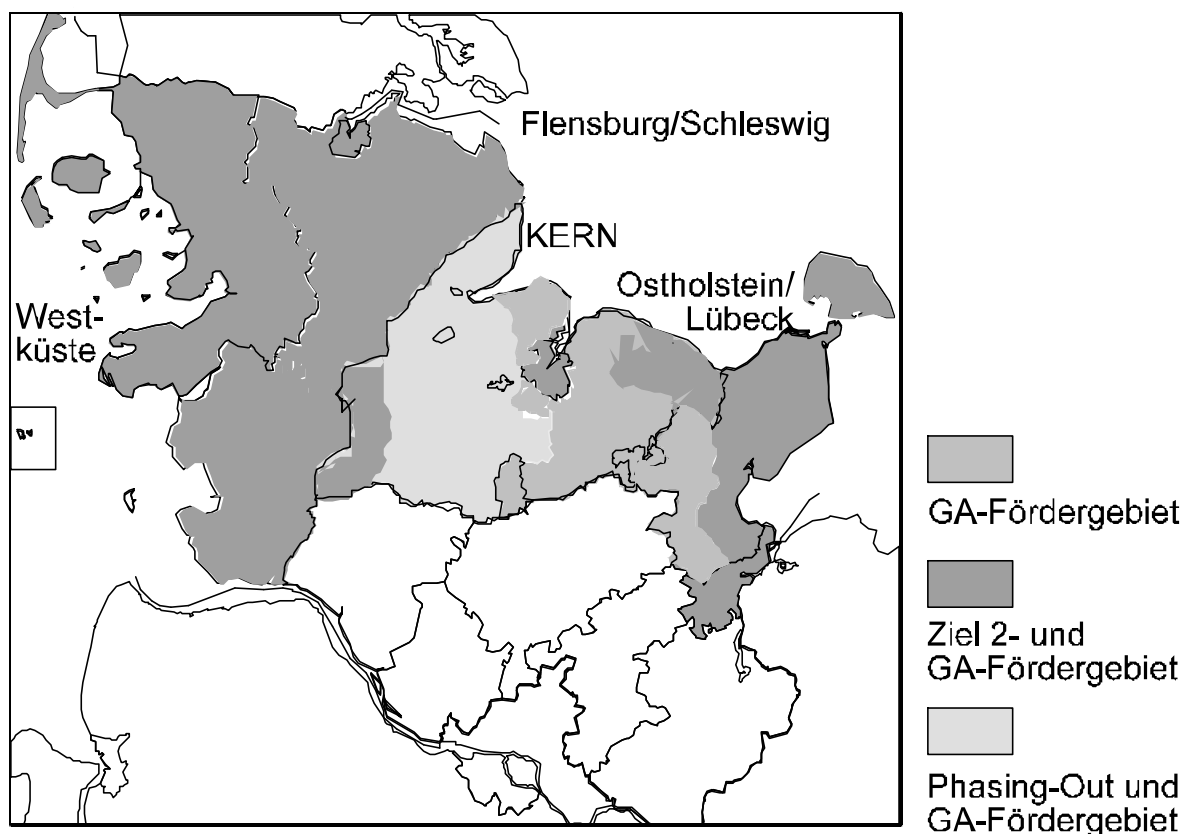 Flensburg/Schleswig
KERN
Ostholstein/
Lübeck
West-
küste
GA-Fördergebiet
Ziel 2- und
GA-Fördergebiet
Phasing-Out und
GA-Fördergebiet